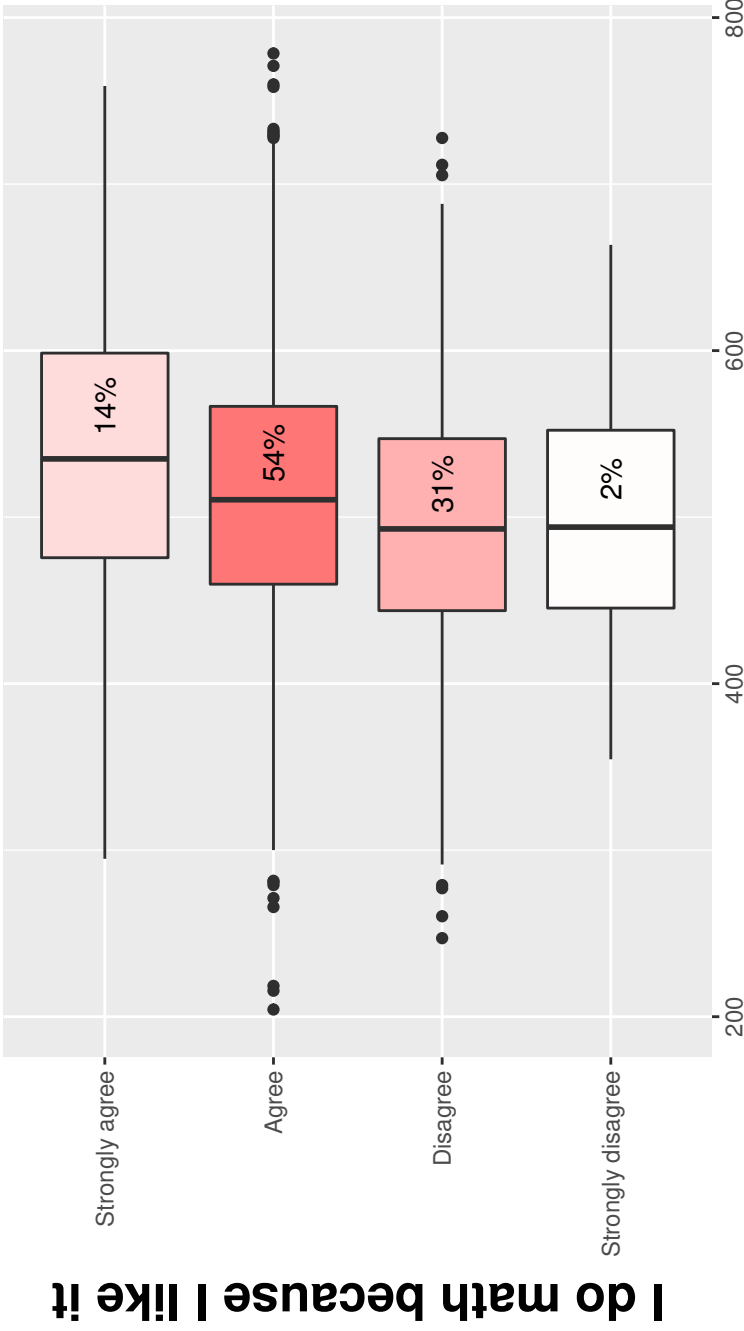 I do math because I like it
Strongly agree
14%
Agree
54%
Disagree
31%
Strongly disagree
2%
200
400
600
800